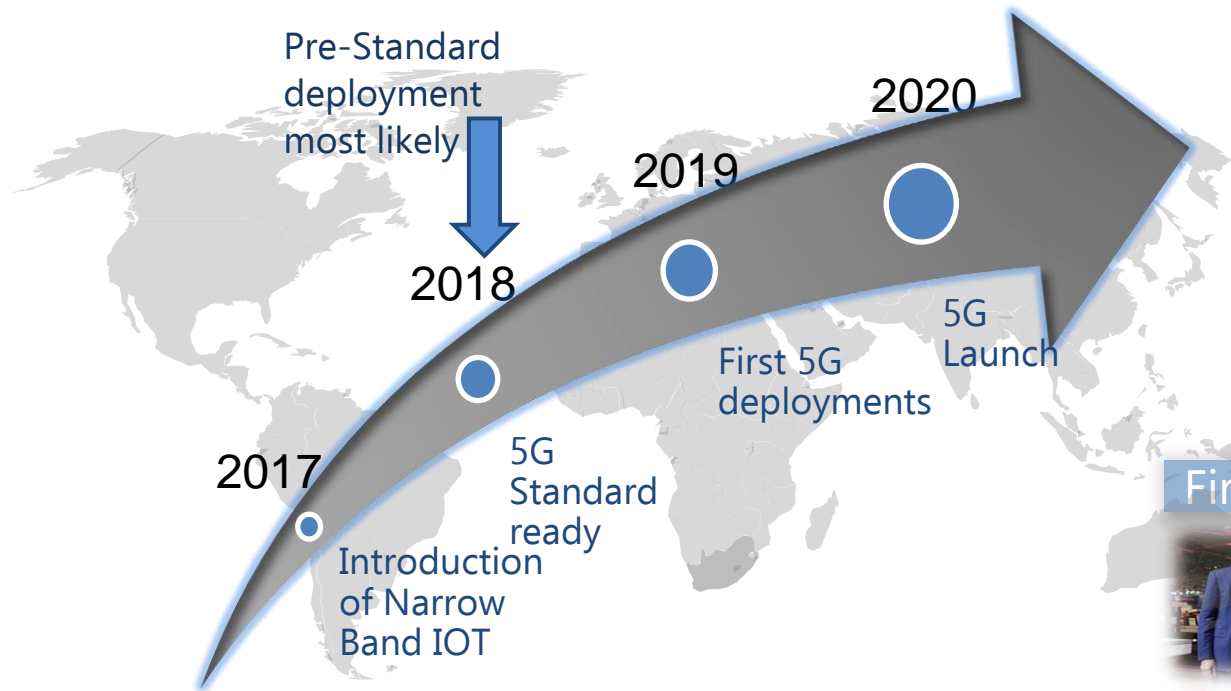 Pre-Standard
deployment
most likely
2020
2019
2018
5G
Launch
First 5G
deployments
2017
5G
Standard
ready
Introduction
of Narrow
Band IOT